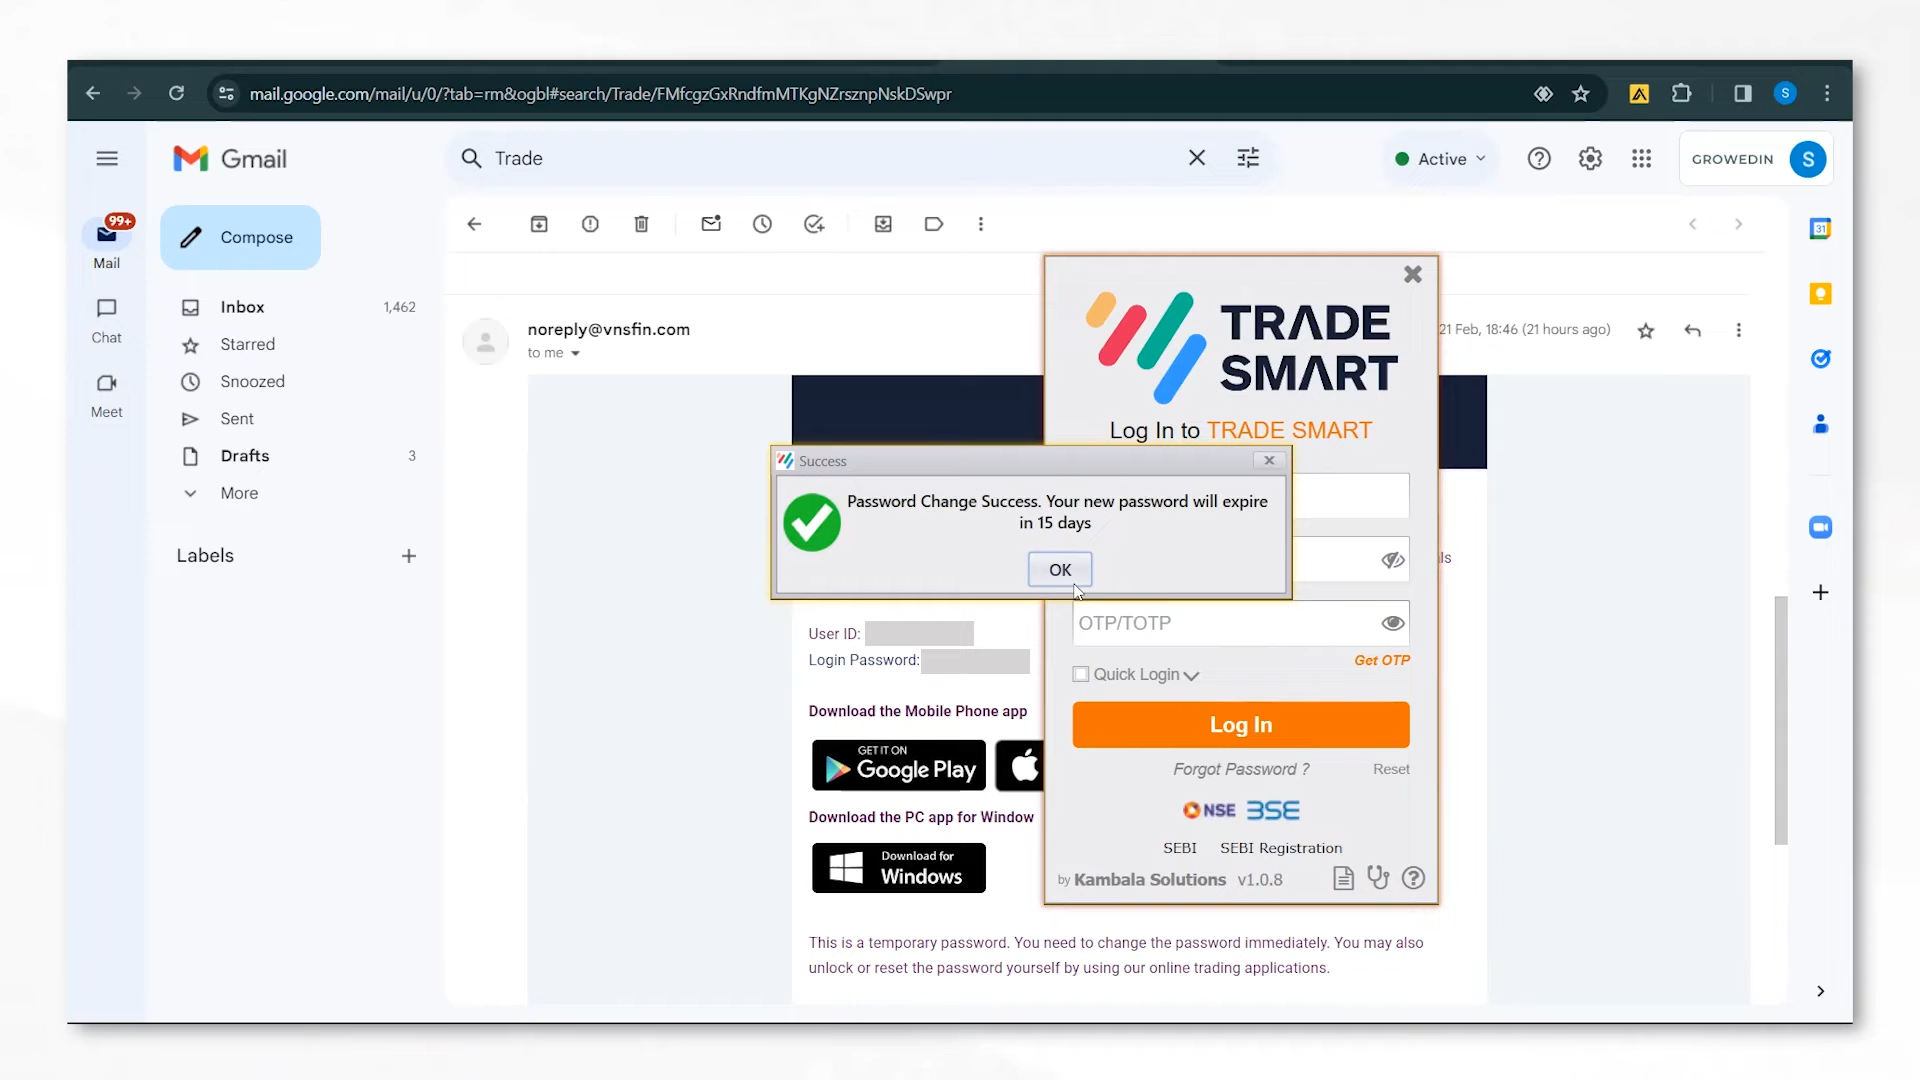 mail.google.com/mail/u/0/?tab=rm&ogbl#search/Trade/FMfcgzGxRndfmMTKgNZrsznpNskDSwpr
S
Gmail
Trade
Active
GROWEDIN
S
99+
Mail
Chat
Meet
Compose
Inbox 1,462
Starred
Snoozed
Sent
Drafts 3
More
Labels
31
noreply@vnsfin.com
to me
21 Feb, 18:46 (21 hours ago)
TRADE
SMART
Log In to TRADE SMART
Success
Password Change Success. Your new password will expire
in 15 days
OK
ls
OTP/TOTP
Get OTP
Quick Login
Log In
Forgot Password ?
Reset
NSE BSE
SEBI SEBI Registration
by Kambala Solutions v1.0.8
User ID:
Login Password:
Download the Mobile Phone app
GET IT ON
Google Play
Download the PC app for Window
Download for
Windows
This is a temporary password. You need to change the password immediately. You may also
unlock or reset the password yourself by using our online trading applications.